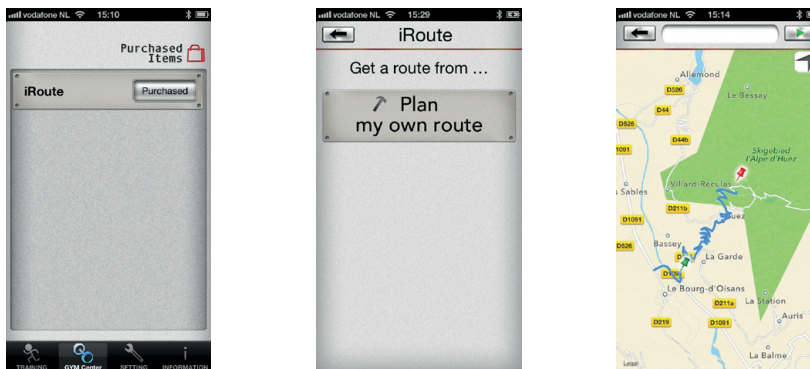 vodafone NL 15:10
Purchased
Items
iRoute Purchased
TRAINING GYM Center SETTING INFORMATION
vodafone NL 15:29
iRoute
Get a route from ...
Plan
my own route
vodafone NL 15:14
Allemond
D526
Le Bessay
D44
D526
D44b
1091
Skigebied
l'Alpe d'Huez
Villard-Reculas
Sables
D211b
D1091
Huez
D526
Bassey
La Garde
Le Bourg-d'Oisans
D211a
La Station
Auris
D219
D1091
La Balme
Legal